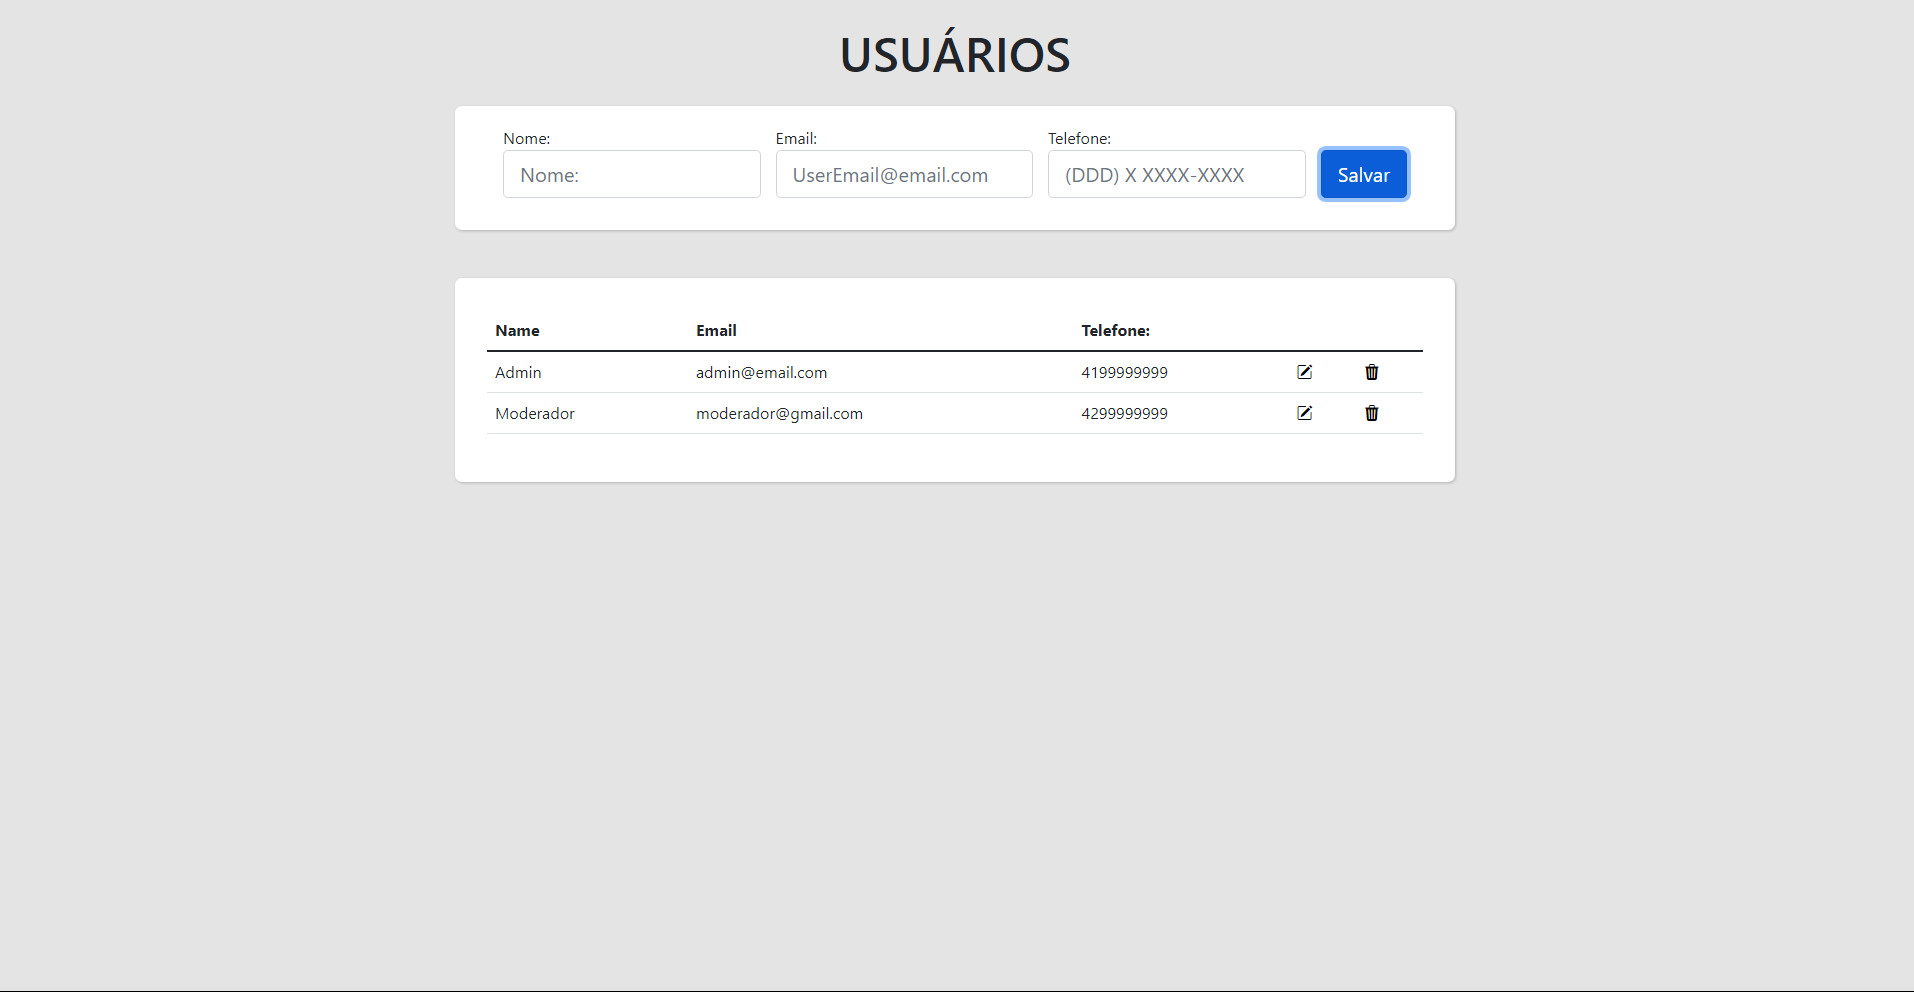 USUÁRIOS
Nome: Email: Telefone:
Nome: UserEmail@email.com (DDD) X XXXX-XXXX Salvar
Name Email Telefone:
Admin admin@email.com 4199999999
Moderador moderador@gmail.com 4299999999